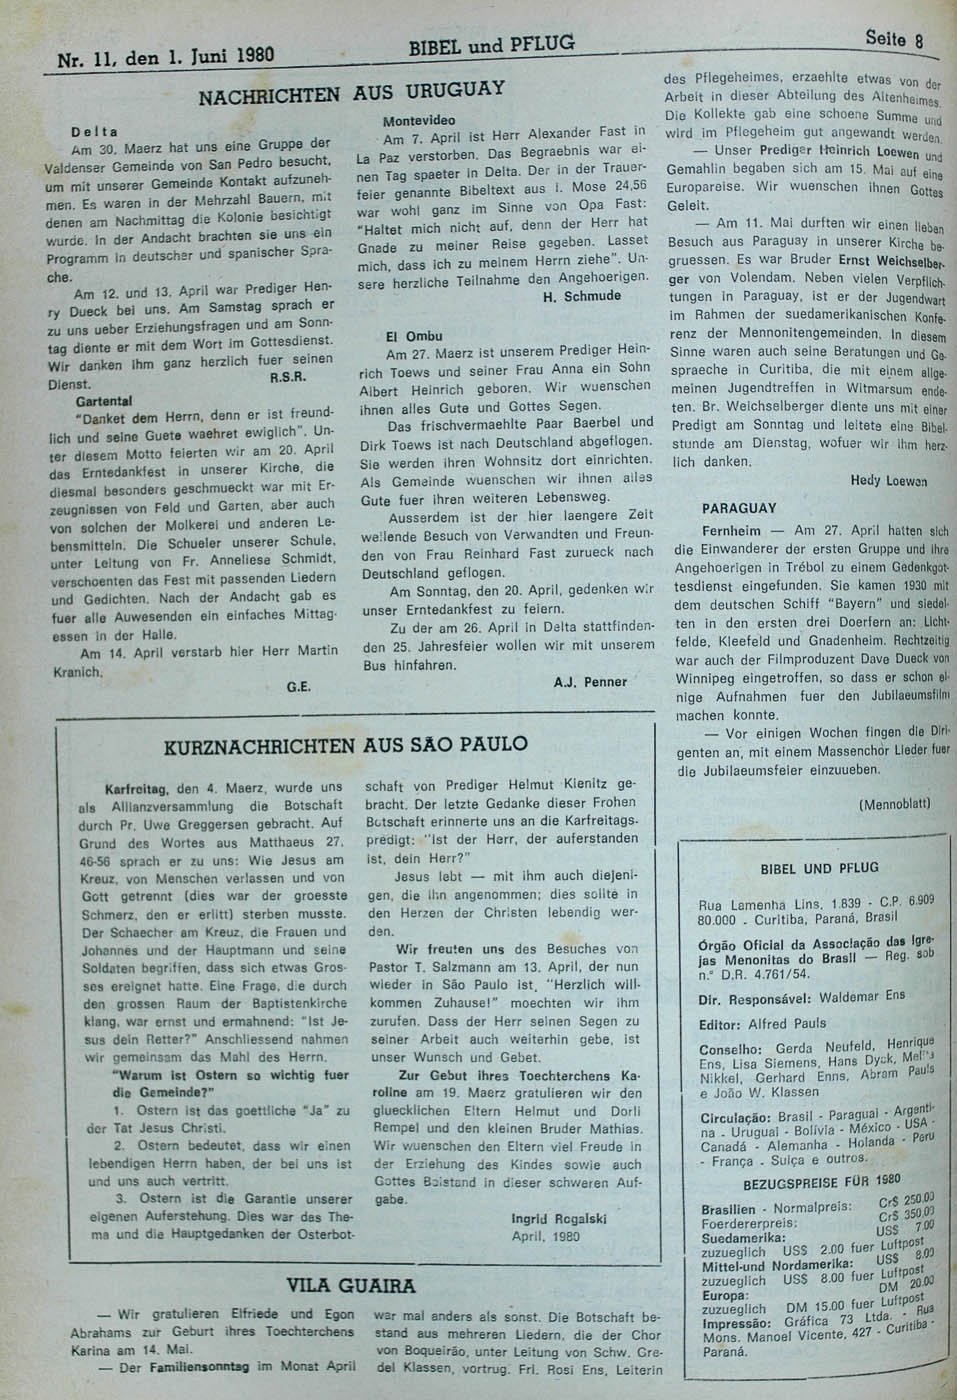 Nr. 11, den 1. Juni 1980
BIBEL und PFLUG
Seite 8
NACHRICHTEN AUS URUGUAY
Delta
Am 30. Maerz hat uns eine Gruppe der
Valdenser Gemeinde von San Pedro besucht,
um mit unserer Gemeinde Kontakt aufzuneh-
men. Es waren in der Mehrzahl Bauern, mit
denen am Nachmittag die Kolonie besichtigt
wurde. In der Andacht brachten sie uns ein
Programm in deutscher und spanischer Spra-
che.
Am 12. und 13. April war Prediger Hen-
ry Dueck bei uns. Am Samstag sprach er
zu uns ueber Erziehungsfragen und am Sonn-
tag diente er mit dem Wort im Gottesdienst.
Wir danken ihm ganz herzlich fuer seinen
Dienst.
R.S.R.
Gartental
"Danket dem Herrn, denn er ist freund-
lich und seine Guete waehret ewiglich". Un-
ter diesem Motto feierten wir am 20. April
das Erntedankfest in unserer Kirche, die
diesmal besonders geschmueckt war mit Er-
zeugnissen von Feld und Garten, aber auch
von solchen der Molkerei und anderen Le-
bensmitteln. Die Schueler unserer Schule,
unter Leitung von Fr. Anneliese Schmidt,
verschoenten das Fest mit passenden Liedern
und Gedichten. Nach der Andacht gab es
fuer alle Auwesenden ein einfaches Mittag-
essen in der Halle.
Am 14. April verstarb hier Herr Martin
Kranich.
G.E.
Montevideo
Am 7. April ist Herr Alexander Fast in
La Paz verstorben. Das Begraebnis war ei-
nen Tag spaeter in Delta. Der in der Trauer-
feier genannte Bibeltext aus I. Mose 24,56
war wohl ganz im Sinne von Opa Fast:
"Haltet mich nicht auf, denn der Herr hat
Gnade zu meiner Reise gegeben. Lasset
mich, dass ich zu meinem Herrn ziehe". Un-
sere herzliche Teilnahme den Angehoerigen.
H. Schmude
El Ombu
Am 27. Maerz ist unserem Prediger Hein-
rich Toews und seiner Frau Anna ein Sohn
Albert Heinrich geboren. Wir wuenschen
ihnen alles Gute und Gottes Segen.
Das frischvermaehlte Paar Baerbel und
Dirk Toews ist nach Deutschland abgeflogen.
Sie werden ihren Wohnsitz dort einrichten.
Als Gemeinde wuenschen wir ihnen alles
Gute fuer ihren weiteren Lebensweg.
Ausserdem ist der hier laengere Zeit
weilende Besuch von Verwandten und Freun-
den von Frau Reinhard Fast zurueck nach
Deutschland geflogen.
Am Sonntag, den 20. April, gedenken wir
unser Erntedankfest zu feiern.
Zu der am 26. April in Delta stattfinden-
den 25. Jahresfeier wollen wir mit unserem
Bus hinfahren.
A.J. Penner
des Pflegeheimes, erzaehlte etwas von der
Arbeit in dieser Abteilung des Altenheimes.
Die Kollekte gab eine schoene Summe und
wird im Pflegeheim gut angewandt werden.
— Unser Prediger Heinrich Loewen und
Gemahlin begaben sich am 15. Mai auf eine
Europareise. Wir wuenschen ihnen Gottes
Geleit.
— Am 11. Mai durften wir einen lieben
Besuch aus Paraguay in unserer Kirche be-
gruessen. Es war Bruder Ernst Weichselber-
ger von Volendam. Neben vielen Verpflich-
tungen in Paraguay, ist er der Jugendwart
im Rahmen der suedamerikanischen Konfe-
renz der Mennonitengemeinden. In diesem
Sinne waren auch seine Beratungen und Ge-
spraeche in Curitiba, die mit einem allge-
meinen Jugendtreffen in Witmarsum ende-
ten. Br. Weichselberger diente uns mit einer
Predigt am Sonntag und leitete eine Bibel-
stunde am Dienstag, wofuer wir ihm herz-
lich danken.
Hedy Loewen
PARAGUAY
Fernheim — Am 27. April hatten sich
die Einwanderer der ersten Gruppe und ihre
Angehoerigen in Trébol zu einem Gedenkgot-
tesdienst eingefunden. Sie kamen 1930 mit
dem deutschen Schiff "Bayern" und siedel-
ten in den ersten drei Doerfern an: Licht-
felde, Kleefeld und Gnadenheim. Rechtzeitig
war auch der Filmproduzent Dave Dueck von
Winnipeg eingetroffen, so dass er schon ei-
nige Aufnahmen fuer den Jubilaeumsfilm
machen konnte.
— Vor einigen Wochen fingen die Diri-
genten an, mit einem Massenchor Lieder fuer
die Jubilaeumsfeier einzuueben.
(Mennoblatt)
KURZNACHRICHTEN AUS SÃO PAULO
Karfreitag, den 4. Maerz, wurde uns
als Allianzversammlung die Botschaft
durch Pr. Uwe Greggersen gebracht. Auf
Grund des Wortes aus Matthaeus 27,
46-56 sprach er zu uns: Wie Jesus am
Kreuz, von Menschen verlassen und von
Gott getrennt (dies war der groesste
Schmerz, den er erlitt) sterben musste.
Der Schaecher am Kreuz, die Frauen und
Johannes und der Hauptmann und seine
Soldaten begriffen, dass sich etwas Gros-
ses ereignet hatte. Eine Frage, die durch
den grossen Raum der Baptistenkirche
klang, war ernst und ermahnend: "Ist Je-
sus dein Retter?" Anschliessend nahmen
wir gemeinsam das Mahl des Herrn.
"Warum ist Ostern so wichtig fuer
die Gemeinde?"
1. Ostern ist das goettliche "Ja" zu
der Tat Jesus Christi.
2. Ostern bedeutet, dass wir einen
lebendigen Herrn haben, der bei uns ist
und uns auch vertritt.
3. Ostern ist die Garantie unserer
eigenen Auferstehung. Dies war das The-
ma und die Hauptgedanken der Osterbot-
schaft von Prediger Helmut Kienitz ge-
bracht. Der letzte Gedanke dieser Frohen
Botschaft erinnerte uns an die Karfreitags-
predigt: "Ist der Herr, der auferstanden
ist, dein Herr?"
Jesus lebt — mit ihm auch diejeni-
gen, die ihn angenommen; dies sollte in
den Herzen der Christen lebendig wer-
den.
Wir freuten uns des Besuches von
Pastor T. Salzmann am 13. April, der nun
wieder in São Paulo ist. "Herzlich will-
kommen Zuhause!" moechten wir ihm
zurufen. Dass der Herr seinen Segen zu
seiner Arbeit auch weiterhin gebe, ist
unser Wunsch und Gebet.
Zur Gebut ihres Toechterchens Ka-
roline am 19. Maerz gratulieren wir den
gluecklichen Eltern Helmut und Dorli
Rempel und den kleinen Bruder Mathias.
Wir wuenschen den Eltern viel Freude in
der Erziehung des Kindes sowie auch
Gottes Beistand in dieser schweren Auf-
gabe.
Ingrid Rogalski
April, 1980
VILA GUAIRA
— Wir gratulieren Elfriede und Egon
Abrahams zur Geburt ihres Toechterchens
Karina am 14. Mai.
— Der Familiensonntag im Monat April
war mal anders als sonst. Die Botschaft be-
stand aus mehreren Liedern, die der Chor
von Boqueirão, unter Leitung von Schw. Gre-
del Klassen, vortrug. Frl. Rosi Ens, Leiterin
BIBEL UND PFLUG
Rua Lamenha Lins, 1.839 - C.P. 6.909
80.000 - Curitiba, Paraná, Brasil
Órgão Oficial da Associação das Igre-
jas Menonitas do Brasil — Reg. sob
n.º D.R. 4.761/54.
Dir. Responsável: Waldemar Ens
Editor: Alfred Pauls
Conselho: Gerda Neufeld, Henrique
Ens, Lisa Siemens, Hans Dyck, Melita
Nikkel, Gerhard Enns, Abram Pauls
e João W. Klassen
Circulação: Brasil - Paraguai - Argenti-
na - Uruguai - Bolívia - México - USA -
Canadá - Alemanha - Holanda - Peru
- França - Suíça e outros.
BEZUGSPREISE FÜR 1980
Brasilien - Normalpreis: Cr$ 250.00
Foerdererpreis: Cr$ 350.00
Suedamerika: US$ 7.00
zuzueglich US$ 2.00 fuer Luftpost
Mittel-und Nordamerika: US$ 8.00
zuzueglich US$ 8.00 fuer Luftpost
Europa: DM 20.00
zuzueglich DM 15.00 fuer Luftpost
Impressão: Gráfica 73 Ltda. - Rua
Mons. Manoel Vicente, 427 - Curitiba -
Paraná.